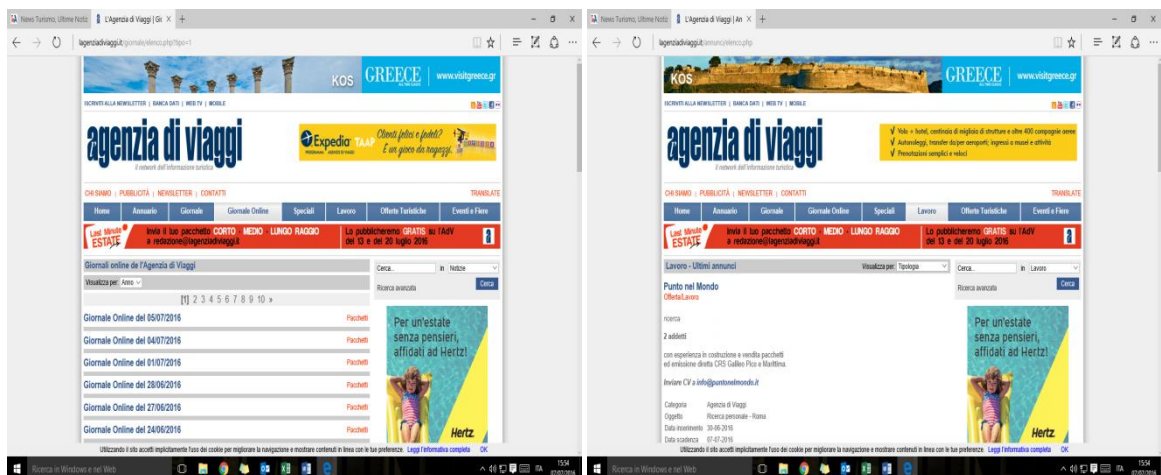 News Turismo, Ultime Notiz
L'Agenzia di Viaggi | Gio
lagenziadiviaggi.it/giornale/elenco.php?tipo=1
KOS
GREECE
www.visitgreece.gr
ISCRIVITI ALLA NEWSLETTER | BANCA DATI | WEB TV | MOBILE
agenzia di viaggi
il network dell'informazione turistica
Expedia TAAP
Clienti felici e fedeli?
È un gioco da ragazzi.
CHI SIAMO | PUBBLICITÀ | NEWSLETTER | CONTATTI
TRANSLATE
Home Annuario Giornale Giornale Online Speciali Lavoro Offerte Turistiche Eventi e Fiere
Last Minute ESTATE
Invia il tuo pacchetto CORTO - MEDIO - LUNGO RAGGIO
a redazione@lagenziadiviaggi.it
Lo pubblicheremo GRATIS su l'AdV
del 13 e del 20 luglio 2016
Giornali online de l'Agenzia di Viaggi
Visualizza per: Anno
Cerca... in Notizie
Ricerca avanzata Cerca
[1] 2 3 4 5 6 7 8 9 10 »
Giornale Online del 05/07/2016 Pacchetti
Giornale Online del 04/07/2016 Pacchetti
Giornale Online del 01/07/2016 Pacchetti
Giornale Online del 28/06/2016 Pacchetti
Giornale Online del 27/06/2016 Pacchetti
Giornale Online del 24/06/2016 Pacchetti
Per un'estate
senza pensieri,
affidati ad Hertz!
Hertz
Utilizzando il sito accetti implicitamente l'uso dei cookie per migliorare la navigazione e mostrare contenuti in linea con le tue preferenze. Leggi l'informativa completa OK
Ricerca in Windows e nel Web
ITA
15:54
07/07/2016
News Turismo, Ultime Notiz
L'Agenzia di Viaggi | An
lagenziadiviaggi.it/annunci/elenco.php
KOS
GREECE
www.visitgreece.gr
ISCRIVITI ALLA NEWSLETTER | BANCA DATI | WEB TV | MOBILE
agenzia di viaggi
il network dell'informazione turistica
Volo + hotel, centinaia di migliaia di strutture e oltre 400 compagnie aeree
Autonoleggi, transfer da/per aeroporti; ingressi a musei e attività
Prenotazioni semplici e veloci
CHI SIAMO | PUBBLICITÀ | NEWSLETTER | CONTATTI
TRANSLATE
Home Annuario Giornale Giornale Online Speciali Lavoro Offerte Turistiche Eventi e Fiere
Last Minute ESTATE
Invia il tuo pacchetto CORTO - MEDIO - LUNGO RAGGIO
a redazione@lagenziadiviaggi.it
Lo pubblicheremo GRATIS su l'AdV
del 13 e del 20 luglio 2016
Lavoro - Ultimi annunci
Visualizza per: Tipologia
Cerca... in Lavoro
Ricerca avanzata Cerca
Punto nel Mondo
Offerta/Lavoro
ricerca
2 addetti
con esperienza in costruzione e vendita pacchetti
ed emissione diretta CRS Galileo Pico e Marittima.
Inviare CV a info@puntonelmondo.it
Categoria Agenzia di Viaggi
Oggetto Ricerca personale - Roma
Data inserimento 30-06-2016
Data scadenza 07-07-2016
Per un'estate
senza pensieri,
affidati ad Hertz!
Hertz
Utilizzando il sito accetti implicitamente l'uso dei cookie per migliorare la navigazione e mostrare contenuti in linea con le tue preferenze. Leggi l'informativa completa OK
Ricerca in Windows e nel Web
ITA
15:54
07/07/2016